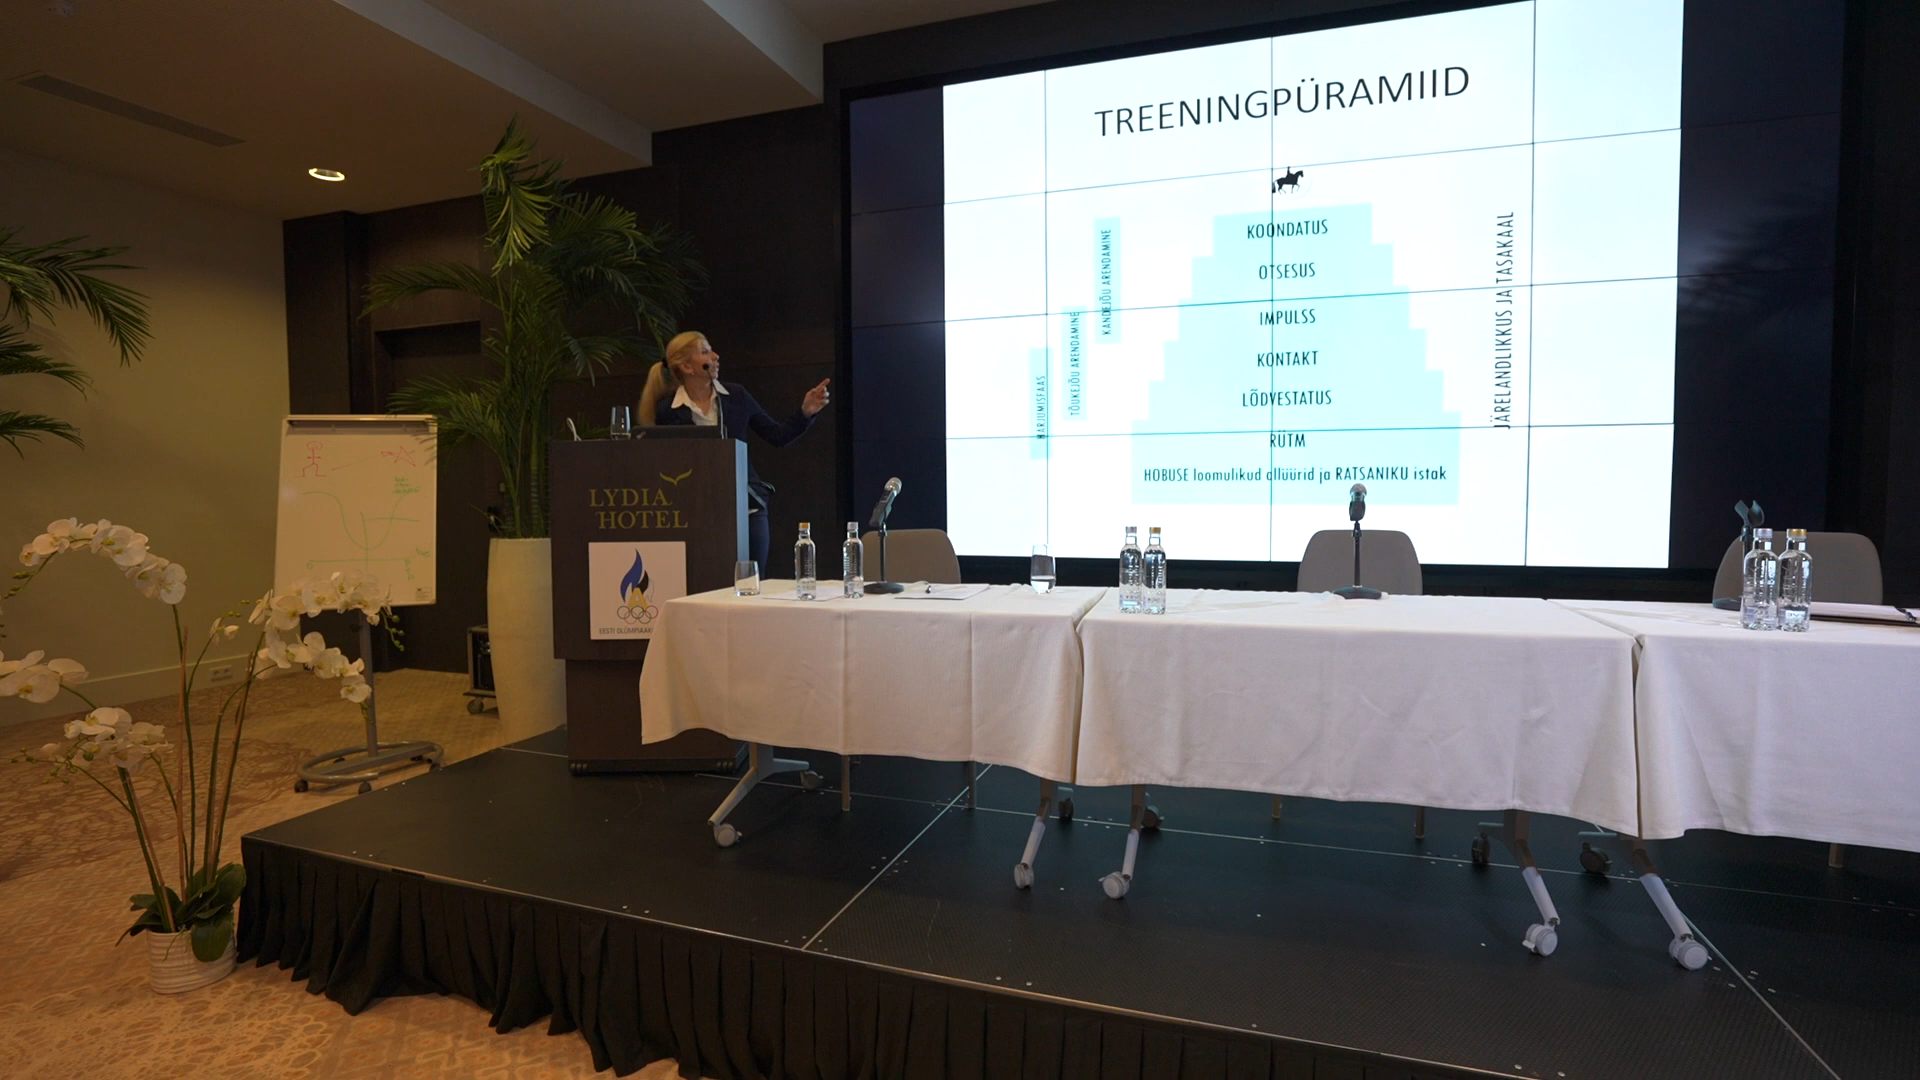 TREENINGPÜRAMIID
KOONDATUS
OTSESUS
IMPULSS
KONTAKT
LÕDVESTATUS
RÜTM
HOBUSE loomulikud allüürid ja RATSANIKU istak
HARJUMISFAAS
TÕUKEJÕU ARENDAMINE
KANDEJÕU ARENDAMINE
JÄRELANDLIKKUS JA TASAKAAL
LYDIA
HOTEL
EESTI